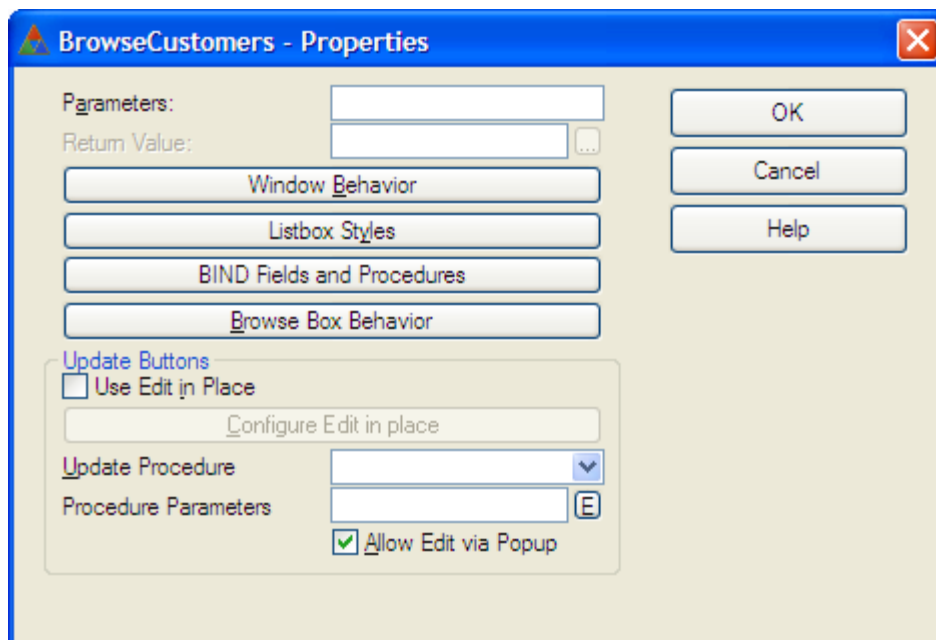 BrowseCustomers - Properties
Parameters:
OK
Return Value:
...
Cancel
Window Behavior
Listbox Styles
Help
BIND Fields and Procedures
Browse Box Behavior
Update Buttons
Use Edit in Place
Configure Edit in place
Update Procedure
Procedure Parameters
E
Allow Edit via Popup